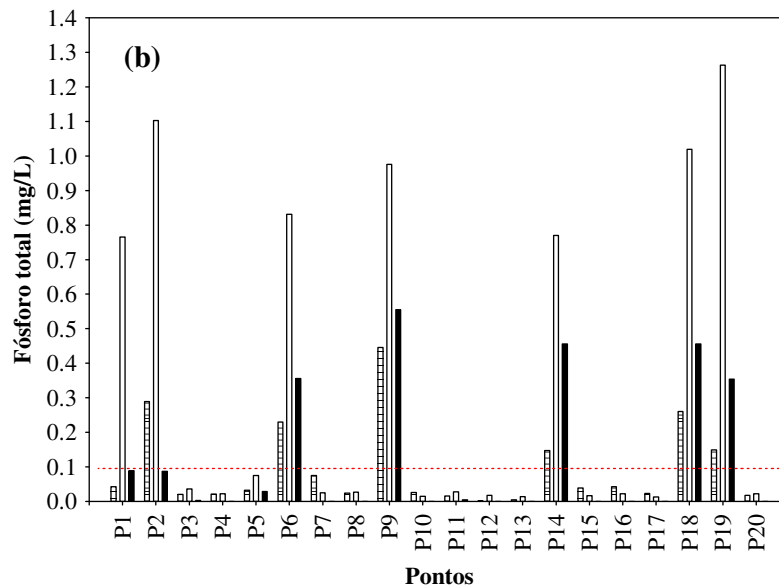 1.4
1.3
1.2
1.1
1.0
0.9
0.8
0.7
0.6
0.5
0.4
0.3
0.2
0.1
0.0
(b)
Fósforo total (mg/L)
P1
P2
P3
P4
P5
P6
P7
P8
P9
P10
P11
P12
P13
P14
P15
P16
P17
P18
P19
P20
Pontos